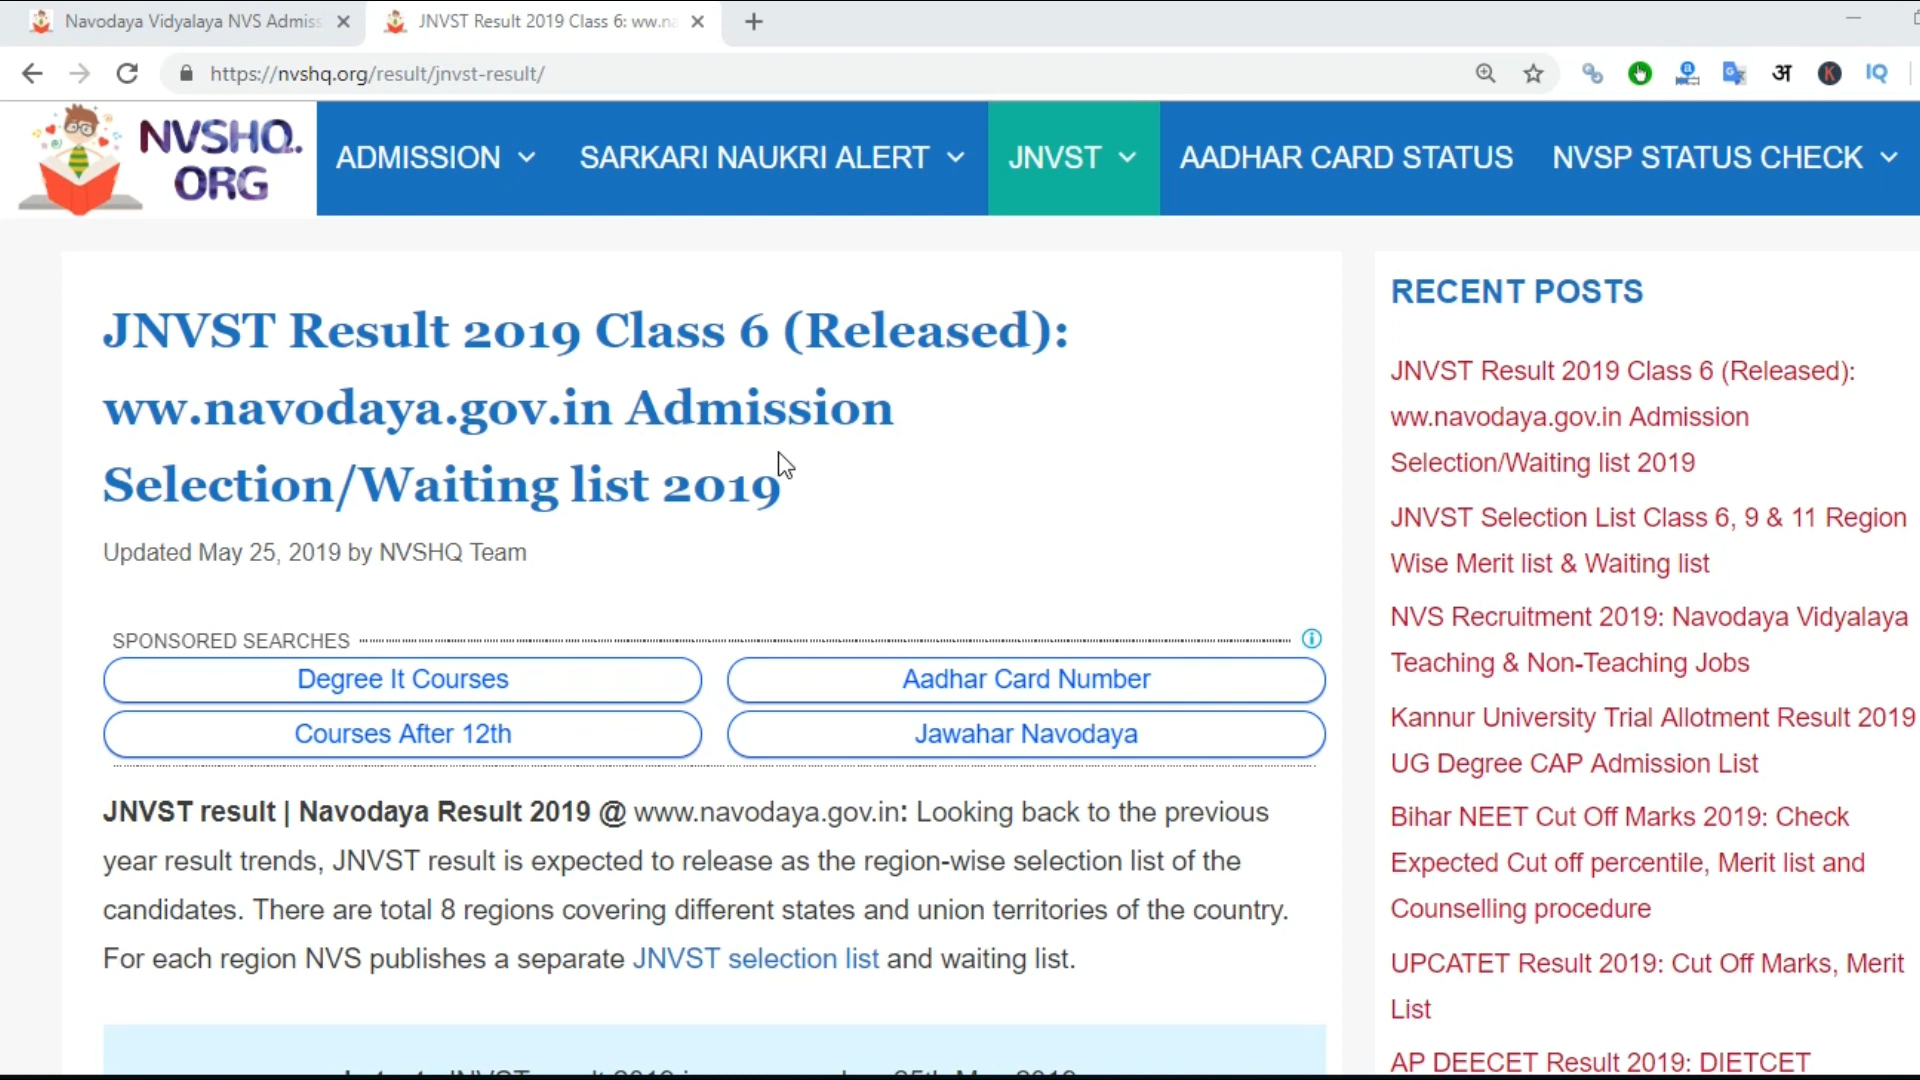 Navodaya Vidyalaya NVS Admiss
JNVST Result 2019 Class 6: ww.na
https://nvshq.org/result/jnvst-result/
अ
K
IQ
NVSHQ.
ORG
ADMISSION
SARKARI NAUKRI ALERT
JNVST
AADHAR CARD STATUS
NVSP STATUS CHECK
JNVST Result 2019 Class 6 (Released):
ww.navodaya.gov.in Admission
Selection/Waiting list 2019
Updated May 25, 2019 by NVSHQ Team
SPONSORED SEARCHES
Degree It Courses
Aadhar Card Number
Courses After 12th
Jawahar Navodaya
JNVST result | Navodaya Result 2019 @ www.navodaya.gov.in: Looking back to the previous
year result trends, JNVST result is expected to release as the region-wise selection list of the
candidates. There are total 8 regions covering different states and union territories of the country.
For each region NVS publishes a separate JNVST selection list and waiting list.
RECENT POSTS
JNVST Result 2019 Class 6 (Released):
ww.navodaya.gov.in Admission
Selection/Waiting list 2019
JNVST Selection List Class 6, 9 & 11 Region
Wise Merit list & Waiting list
NVS Recruitment 2019: Navodaya Vidyalaya
Teaching & Non-Teaching Jobs
Kannur University Trial Allotment Result 2019
UG Degree CAP Admission List
Bihar NEET Cut Off Marks 2019: Check
Expected Cut off percentile, Merit list and
Counselling procedure
UPCATET Result 2019: Cut Off Marks, Merit
List
AP DEECET Result 2019: DIETCET